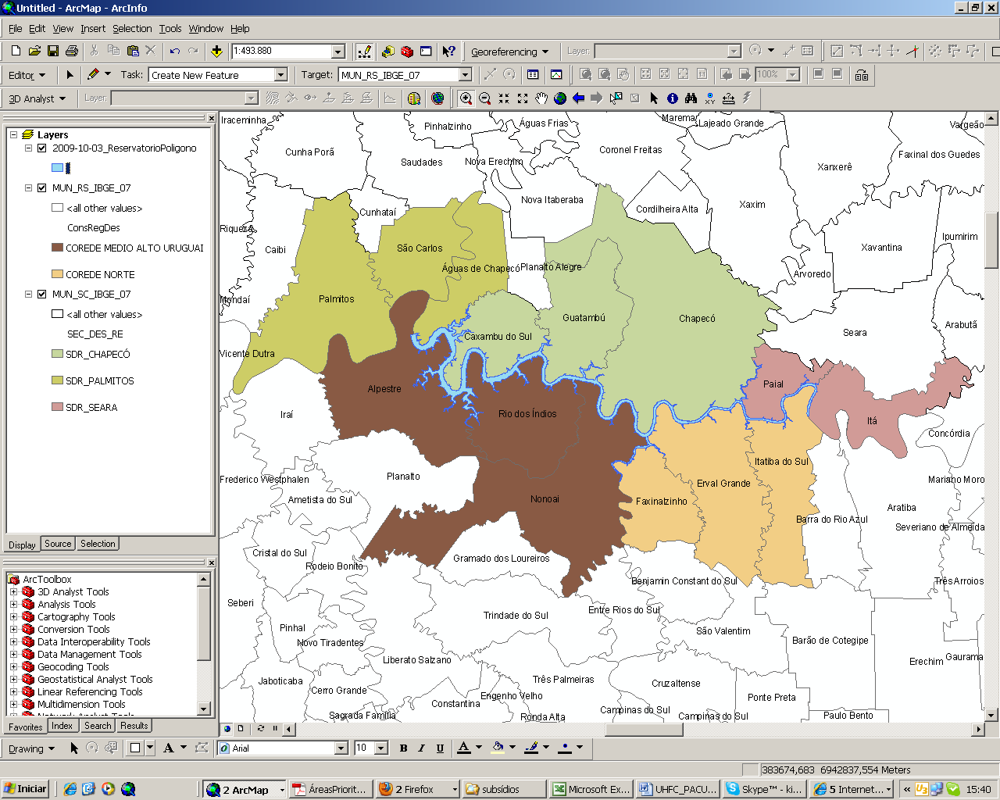 Untitled - ArcMap - ArcInfo
File Edit View Insert Selection Tools Window Help
1:493.880
Georeferencing
Layer:
Editor
Task: Create New Feature
Target: MUN_RS_IBGE_07
100%
3D Analyst
Layer:
Layers
2009-10-03_ReservatorioPoligono
MUN_RS_IBGE_07
<all other values>
ConsRegDes
COREDE MEDIO ALTO URUGUAI
COREDE NORTE
MUN_SC_IBGE_07
<all other values>
SEC_DES_RE
SDR_CHAPECÓ
SDR_PALMITOS
SDR_SEARA
Display Source Selection
ArcToolbox
3D Analyst Tools
Analysis Tools
Cartography Tools
Conversion Tools
Data Interoperability Tools
Data Management Tools
Geocoding Tools
Geostatistical Analyst Tools
Linear Referencing Tools
Multidimension Tools
Network Analyst Tools
Favorites Index Search Results
Iraceminha
Pinhalzinho
Águas Frias
Marema
Lajeado Grande
Vargeão
Cunha Porã
Saudades
Nova Erechim
Coronel Freitas
Xanxerê
Faxinal dos Guedes
Cunhataí
Nova Itaberaba
Cordilheira Alta
Xaxim
Riqueza
Caibi
São Carlos
Águas de Chapecó
Planalto Alegre
Arvoredo
Xavantina
Ipumirim
Mondaí
Palmitos
Guatambú
Chapecó
Seara
Arabutã
Caxambu do Sul
Vicente Dutra
Alpestre
Paial
Iraí
Rio dos Índios
Itá
Concórdia
Itatiba do Sul
Frederico Westphalen
Planalto
Erval Grande
Mariano Moro
Ametista do Sul
Nonoai
Faxinalzinho
Aratiba
Barra do Rio Azul
Severiano de Almeida
Cristal do Sul
Rodeio Bonito
Gramado dos Loureiros
Benjamin Constant do Sul
Três Arroios
Seberi
Trindade do Sul
Entre Rios do Sul
Pinhal
Novo Tiradentes
São Valentim
Barão de Cotegipe
Liberato Salzano
Erechim
Gaurama
Jaboticaba
Cerro Grande
Três Palmeiras
Cruzaltense
Engenho Velho
Ponte Preta
Constantina
Sagrada Família
Ronda Alta
Campinas do Sul
Campinas do Sul
Paulo Bento
Drawing
A
Arial
10
B I U
A
383674,683 6942837,554 Meters
Iniciar
2 ArcMap
ÁreasPriorit...
2 Firefox
subsídios
Microsoft Ex...
UHFC_PACU...
Skype™ - ki...
5 Internet...
«
15:40